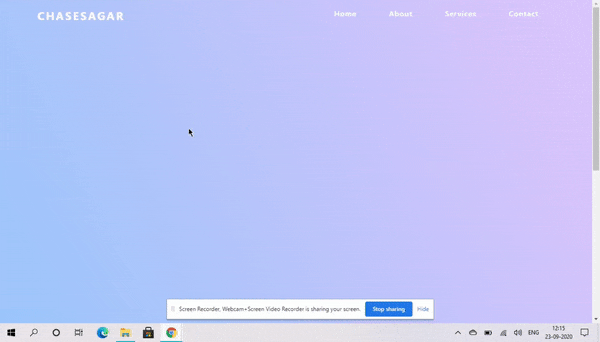 CHASESAGAR
Home About Services Contact
Screen Recorder, Webcam+Screen Video Recorder is sharing your screen. Stop sharing Hide
ENG
12:15
23-09-2020